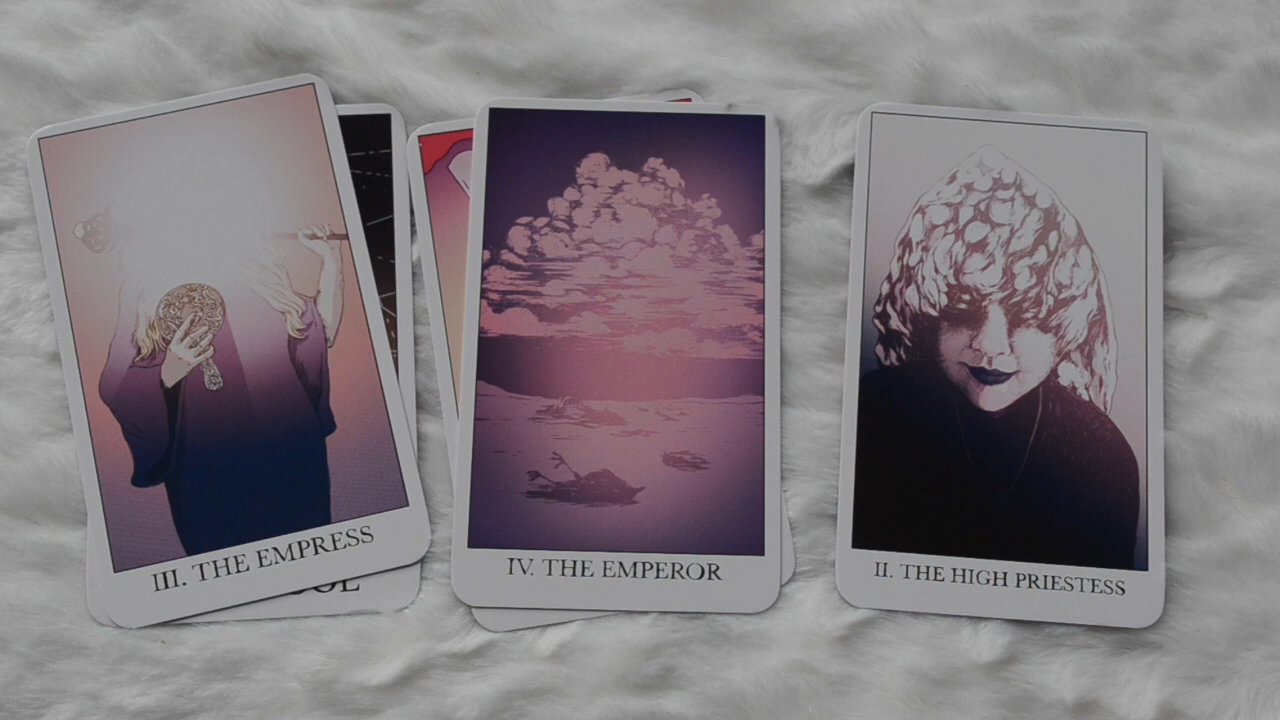 III. THE EMPRESS
IV. THE EMPEROR
II. THE HIGH PRIESTESS